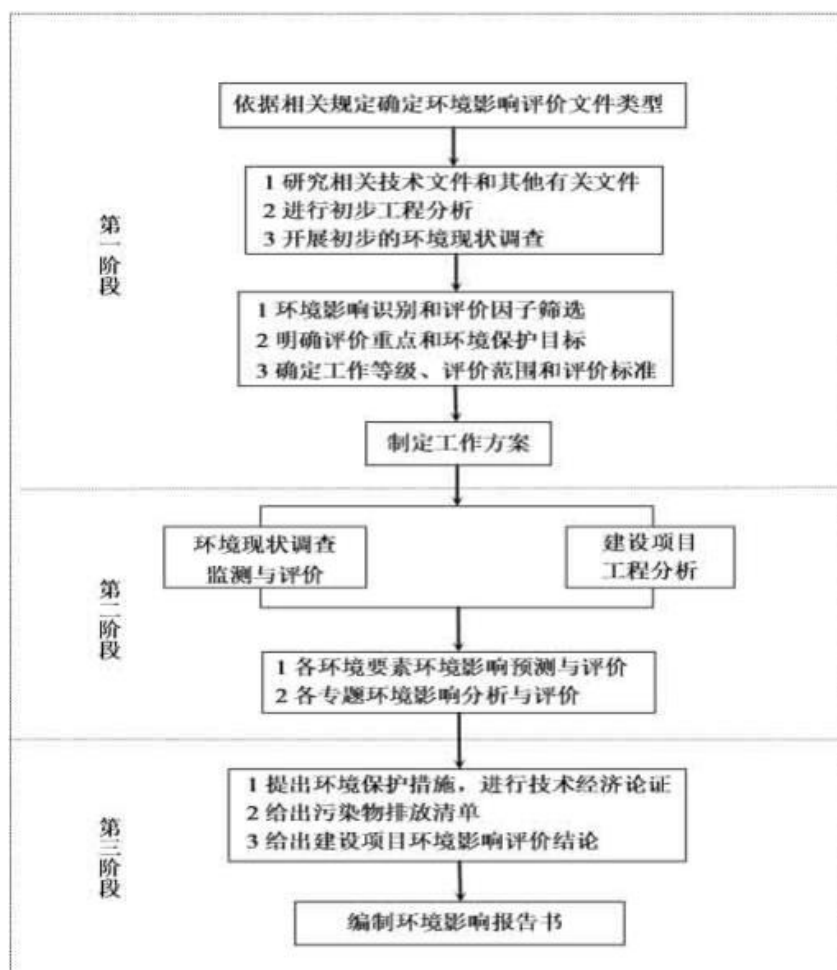 依据相关规定确定环境影响评价文件类型
1 研究相关技术文件和其他有关文件
2 进行初步工程分析
3 开展初步的环境现状调查
第一阶段
1 环境影响识别和评价因子筛选
2 明确评价重点和环境保护目标
3 确定工作等级、评价范围和评价标准
制定工作方案
环境现状调查
监测与评价
建设项目
工程分析
第二阶段
1 各环境要素环境影响预测与评价
2 各专题环境影响分析与评价
1 提出环境保护措施，进行技术经济论证
2 给出污染物排放清单
3 给出建设项目环境影响评价结论
第三阶段
编制环境影响报告书